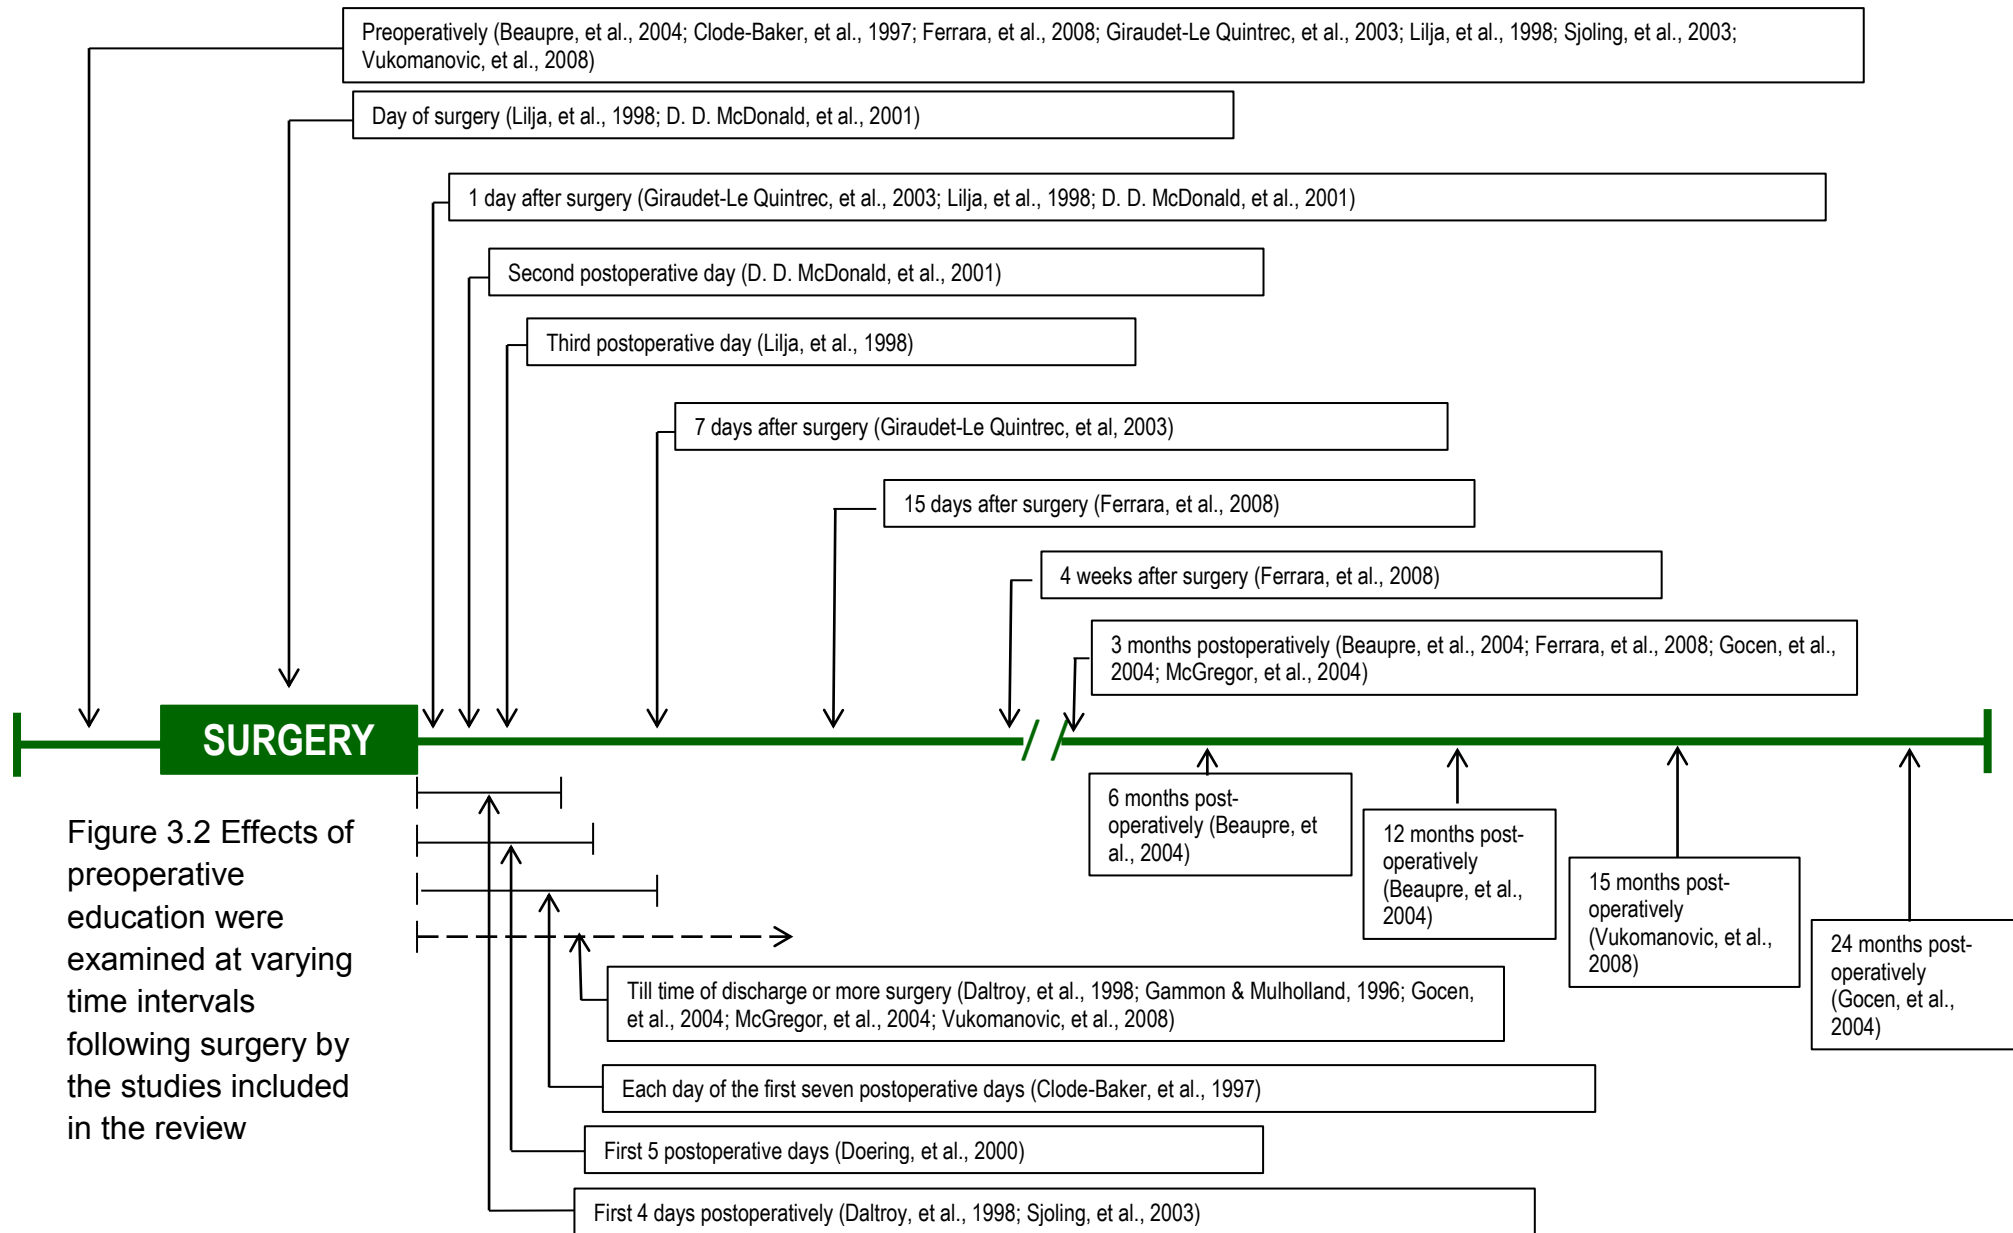 Preoperatively (Beaupre, et al., 2004; Clode-Baker, et al., 1997; Ferrara, et al., 2008; Giraudet-Le Quintrec, et al., 2003; Lilja, et al., 1998; Sjoling, et al., 2003;
Vukomanovic, et al., 2008)
Day of surgery (Lilja, et al., 1998; D. D. McDonald, et al., 2001)
1 day after surgery (Giraudet-Le Quintrec, et al., 2003; Lilja, et al., 1998; D. D. McDonald, et al., 2001)
Second postoperative day (D. D. McDonald, et al., 2001)
Third postoperative day (Lilja, et al., 1998)
7 days after surgery (Giraudet-Le Quintrec, et al, 2003)
15 days after surgery (Ferrara, et al., 2008)
4 weeks after surgery (Ferrara, et al., 2008)
3 months postoperatively (Beaupre, et al., 2004; Ferrara, et al., 2008; Gocen, et al.,
2004; McGregor, et al., 2004)
SURGERY
6 months post-
operatively (Beaupre, et
al., 2004)
12 months post-
operatively
(Beaupre, et al.,
2004)
15 months post-
operatively
(Vukomanovic, et al.,
2008)
24 months post-
operatively
(Gocen, et al.,
2004)
Figure 3.2 Effects of
preoperative
education were
examined at varying
time intervals
following surgery by
the studies included
in the review
Till time of discharge or more surgery (Daltroy, et al., 1998; Gammon & Mulholland, 1996; Gocen,
et al., 2004; McGregor, et al., 2004; Vukomanovic, et al., 2008)
Each day of the first seven postoperative days (Clode-Baker, et al., 1997)
First 5 postoperative days (Doering, et al., 2000)
First 4 days postoperatively (Daltroy, et al., 1998; Sjoling, et al., 2003)